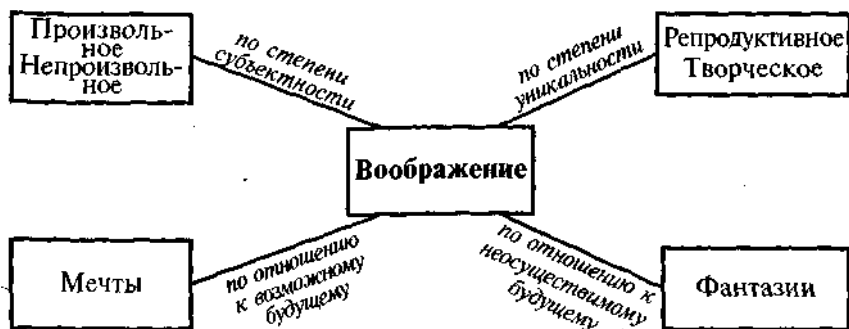 Произволь-
ное
Непроизволь-
ное
по степени
субъектности
по степени
уникальности
Репродуктивное
Творческое
Воображение
Мечты
по отношению
к возможному
будущему
по отношению к
неосуществимому
будущему
Фантазии